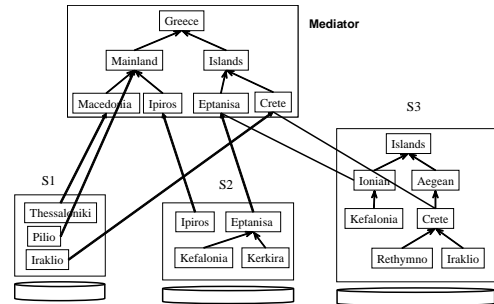 Greece
Mediator
Mainland Islands
Macedonia Ipiros Eptanisa Crete
S3
Islands
S1
S2
Ionian Aegean
Thessaloniki
Ipiros Eptanisa
Kefalonia Crete
Pilio
Iraklio
Kefalonia Kerkira
Rethymno Iraklio